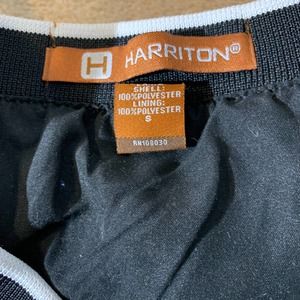 H HARRITON®
SHELL:
100%POLYESTER
LINING:
100%POLYESTER
S
RN108030